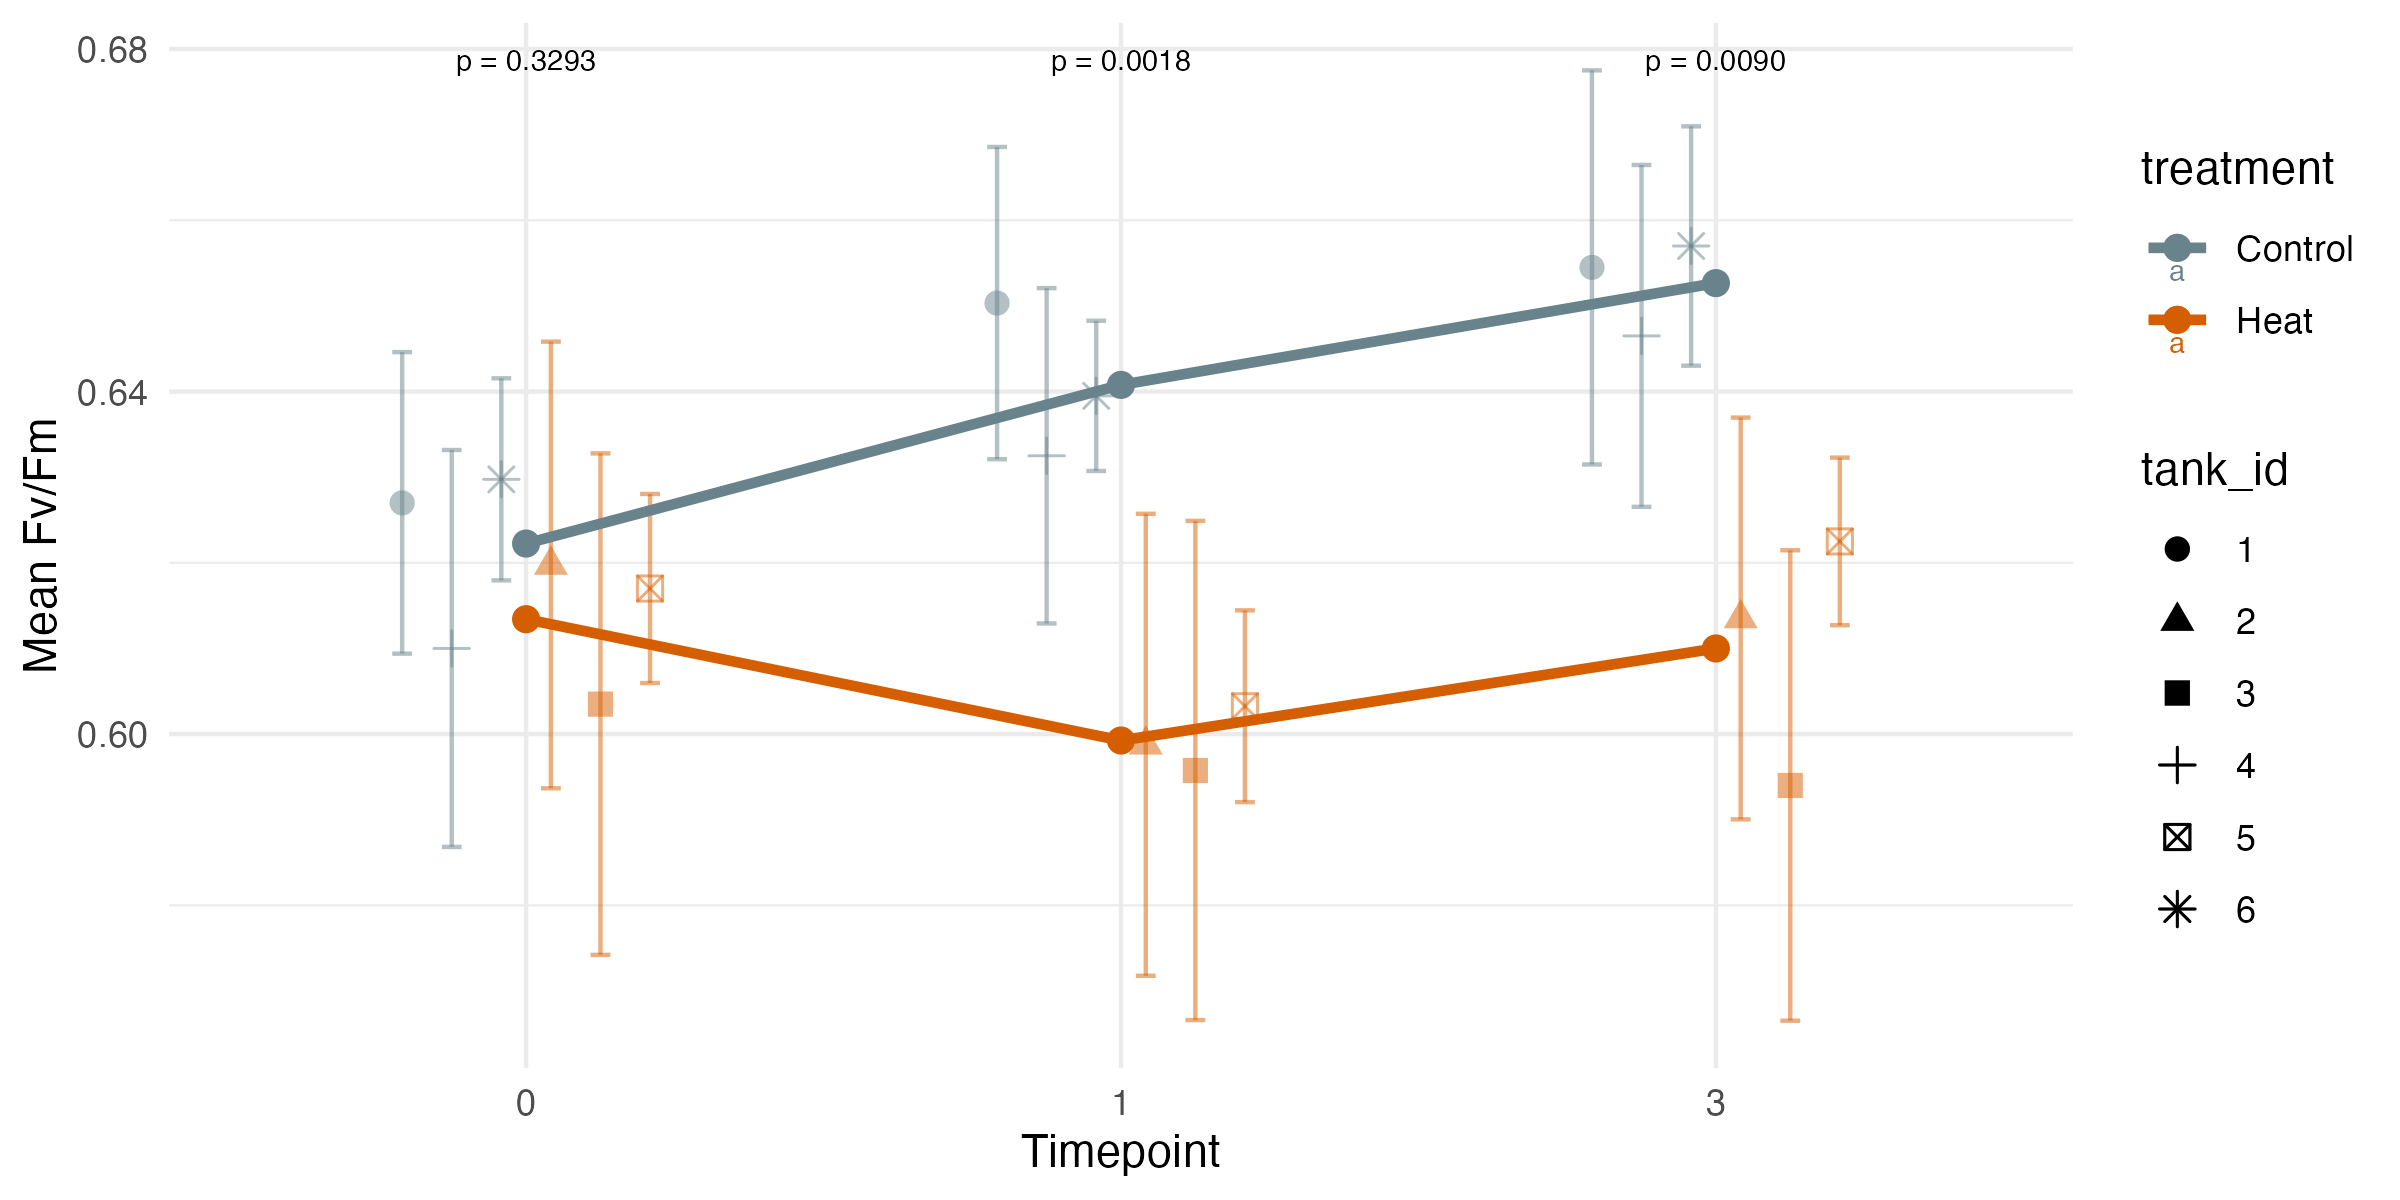 0.68
0.64
0.60
Mean Fv/Fm
p = 0.3293
p = 0.0018
p = 0.0090
0
1
3
Timepoint
treatment
a Control
a Heat
tank_id
1
2
3
4
5
6